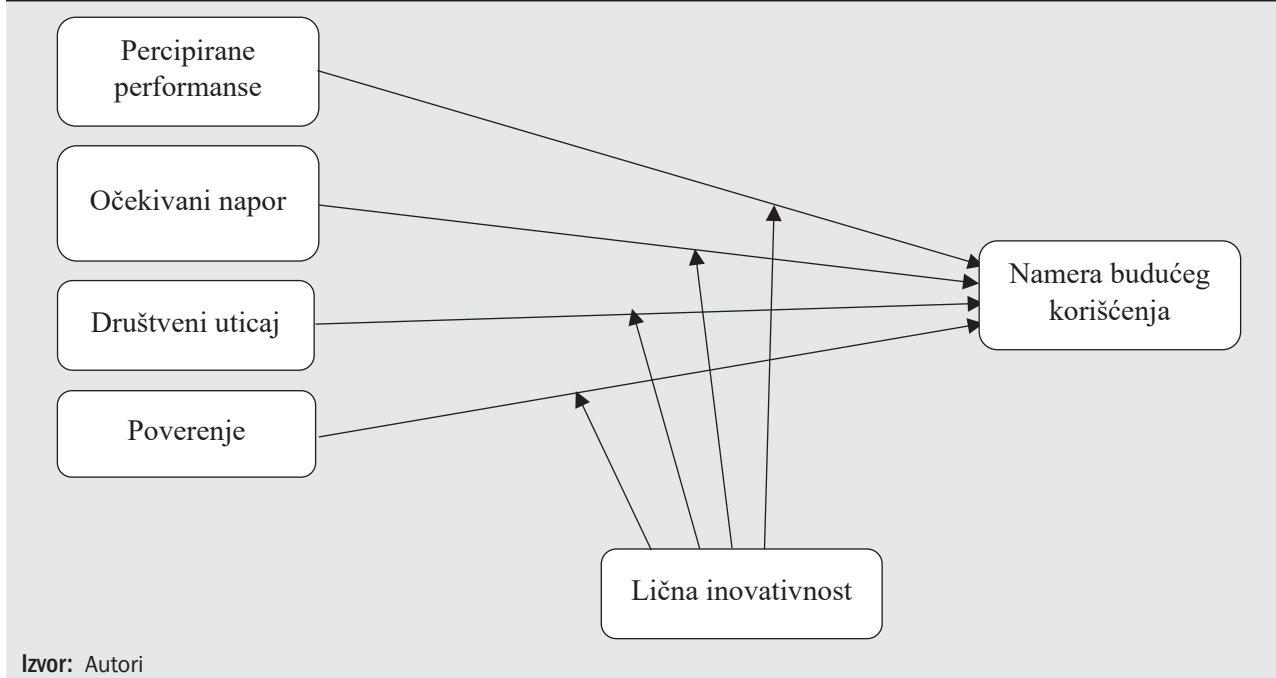 Percipirane
performanse
Očekivani napor
Društveni uticaj
Poverenje
Namera budućeg
korišćenja
Lična inovativnost
Izvor: Autori